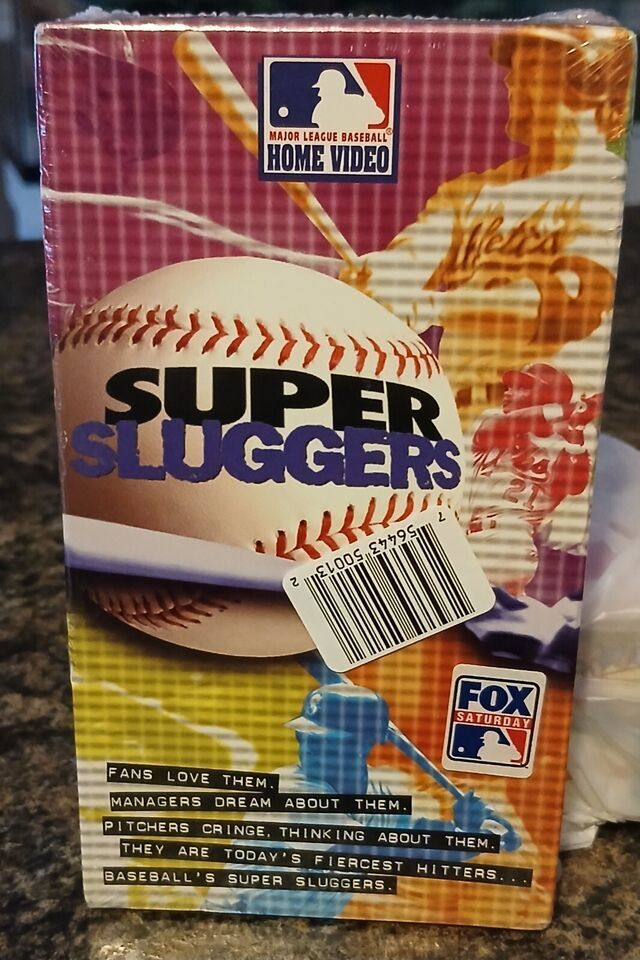 MAJOR LEAGUE BASEBALL®
HOME VIDEO
SUPER
SLUGGERS
7 56443 50013 2
FOX
SATURDAY
FANS LOVE THEM.
MANAGERS DREAM ABOUT THEM.
PITCHERS CRINGE, THINKING ABOUT THEM.
THEY ARE TODAY'S FIERCEST HITTERS...
BASEBALL'S SUPER SLUGGERS.